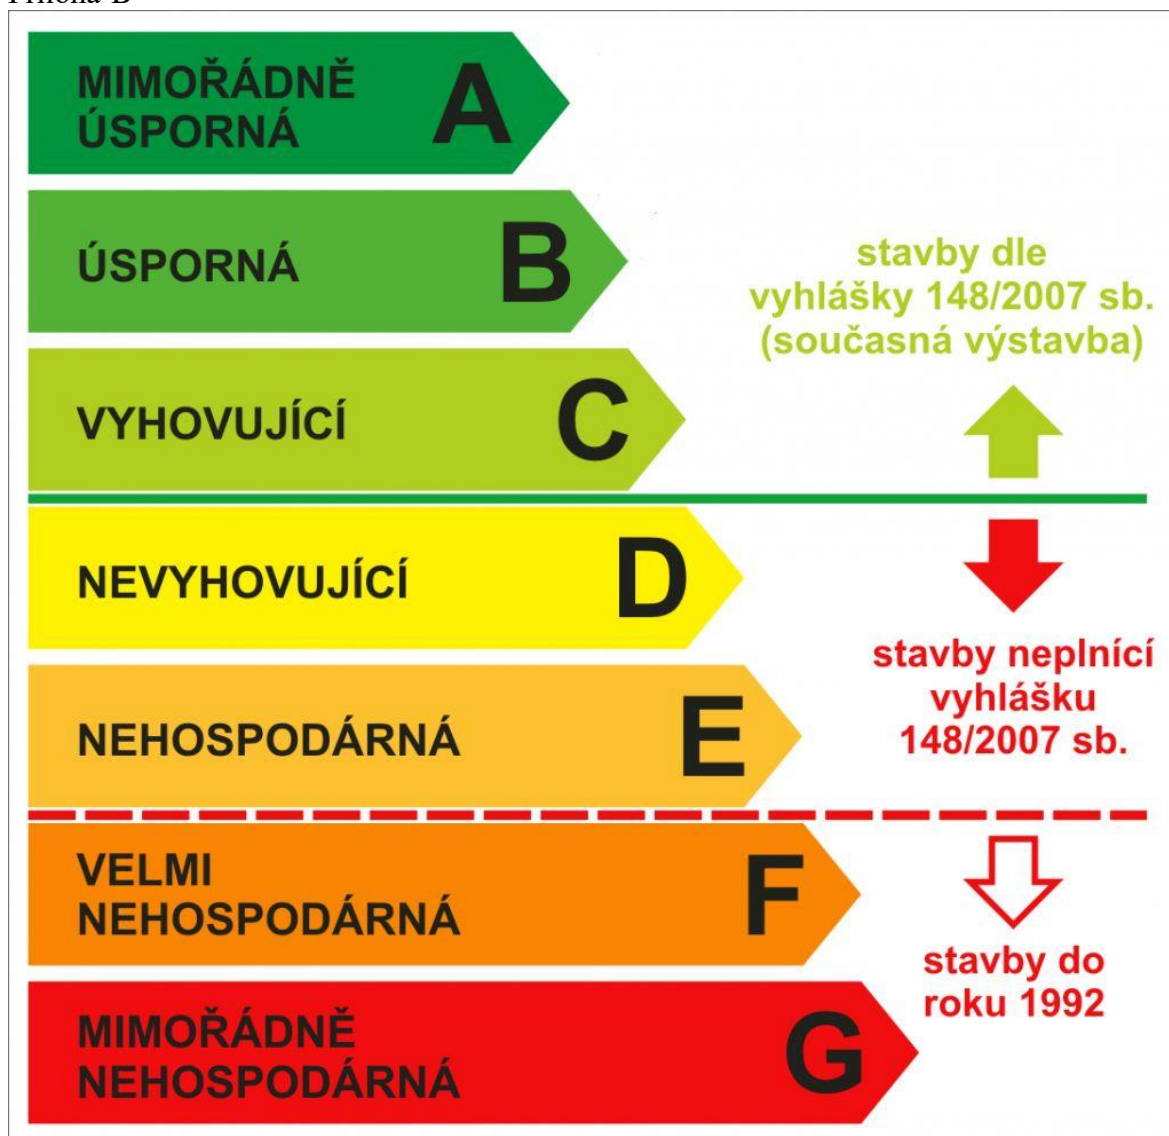 MIMOŘÁDNĚ
ÚSPORNÁ
A
ÚSPORNÁ
B
stavby dle
vyhlášky 148/2007 sb.
(současná výstavba)
VYHOVUJÍCÍ
C
NEVYHOVUJÍCÍ
D
stavby neplnící
vyhlášku
148/2007 sb.
NEHOSPODÁRNÁ
E
VELMI
NEHOSPODÁRNÁ
F
stavby do
roku 1992
MIMOŘÁDNĚ
NEHOSPODÁRNÁ
G